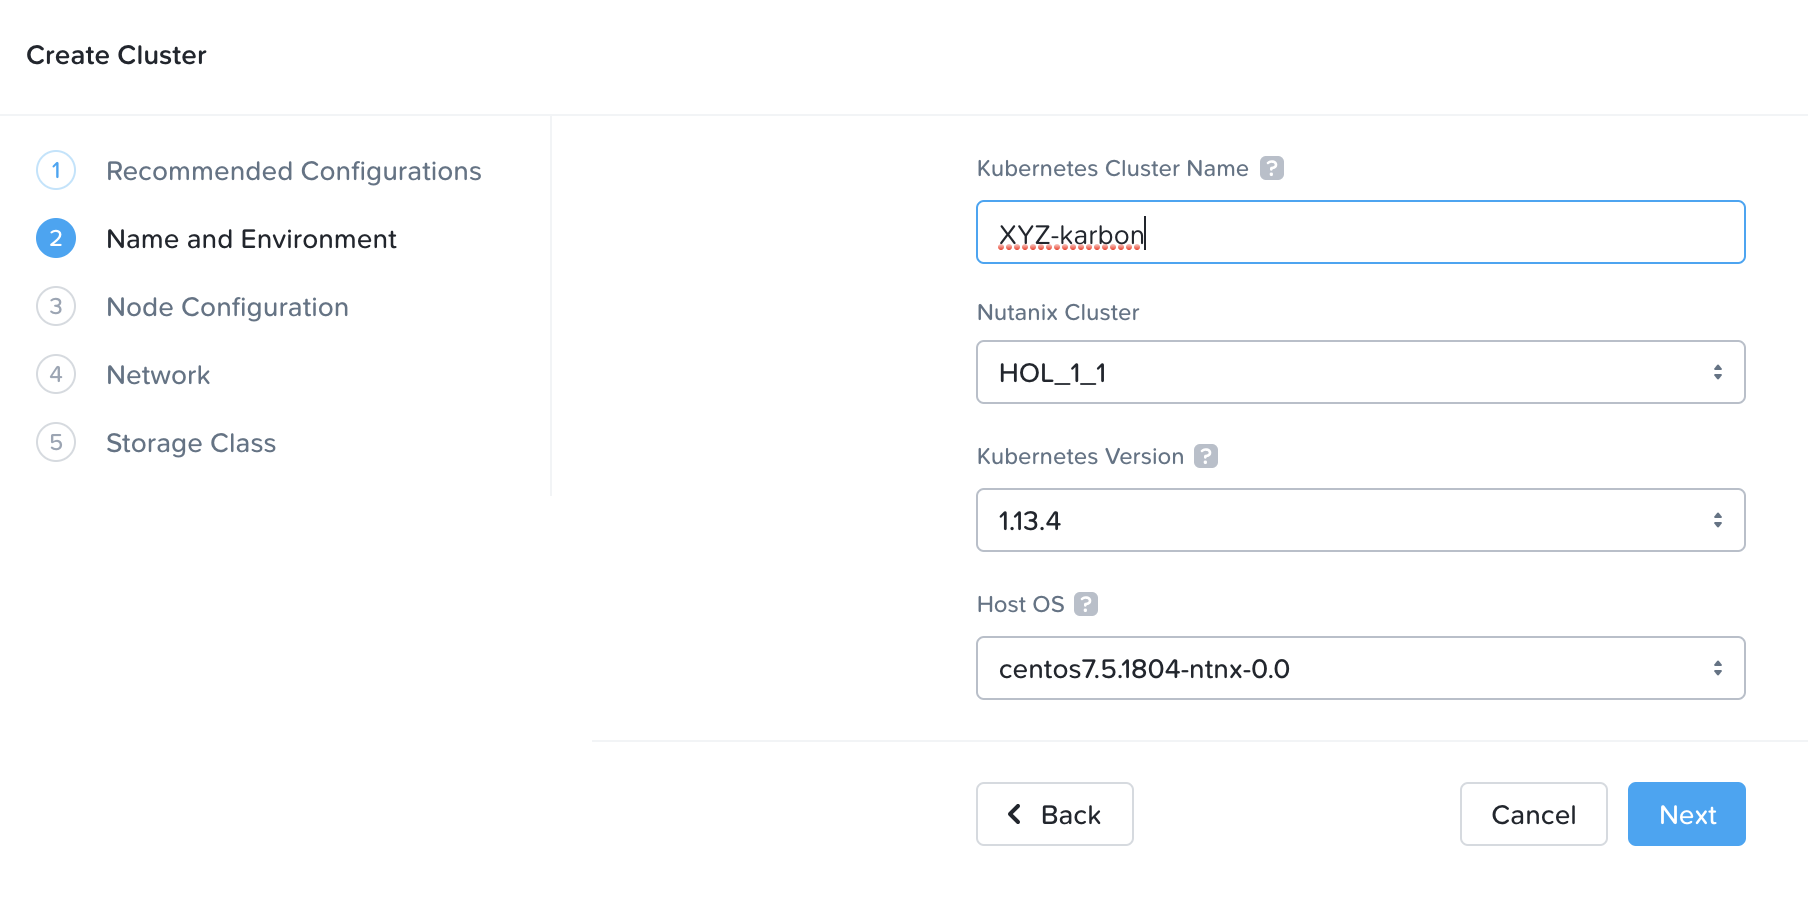 Create Cluster
1 Recommended Configurations
2 Name and Environment
3 Node Configuration
4 Network
5 Storage Class
Kubernetes Cluster Name ?
XYZ-karbon
Nutanix Cluster
HOL_1_1
Kubernetes Version ?
1.13.4
Host OS ?
centos7.5.1804-ntnx-0.0
Back
Cancel
Next